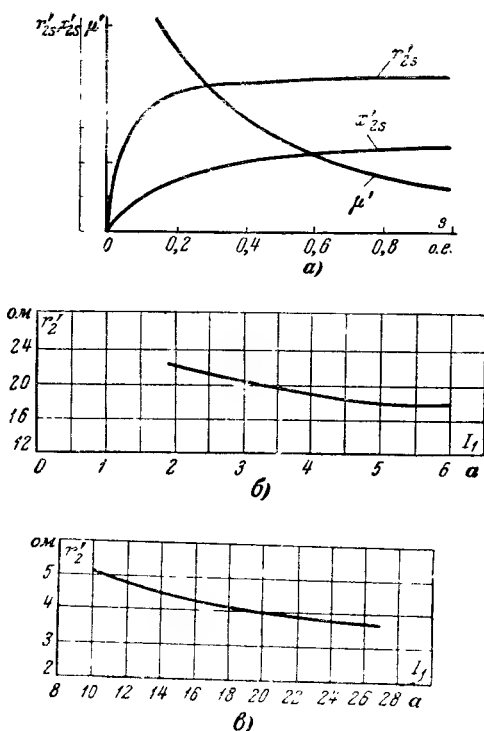 r'₂ₛ x'₂ₛ μ'
r'₂ₛ
x'₂ₛ
μ'
s
0 0,2 0,4 0,6 0,8 о.е.
а)
ом r₂'
24
20
16
12
I₁
0 1 2 3 4 5 6 а
б)
ом r₂'
5
4
3
2
I₁
8 10 12 14 16 18 20 22 24 26 28 а
в)